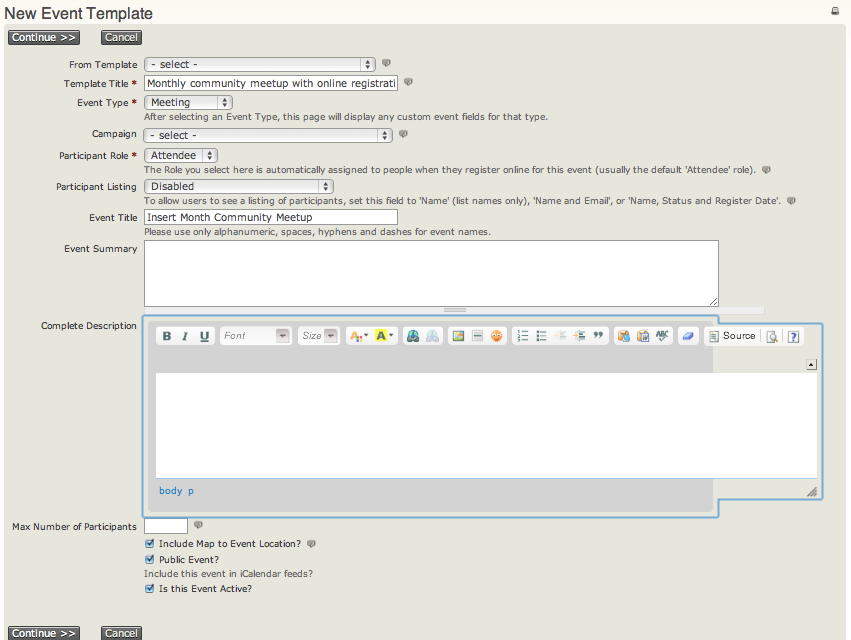 New Event Template
Continue >> Cancel
From Template - select -
Template Title * Monthly community meetup with online registrati
Event Type * Meeting
After selecting an Event Type, this page will display any custom event fields for that type.
Campaign - select -
Participant Role * Attendee
The Role you select here is automatically assigned to people when they register online for this event (usually the default 'Attendee' role).
Participant Listing Disabled
To allow users to see a listing of participants, set this field to 'Name' (list names only), 'Name and Email', or 'Name, Status and Register Date'.
Event Title Insert Month Community Meetup
Please use only alphanumeric, spaces, hyphens and dashes for event names.
Event Summary
Complete Description
B I U Font Size A A ABC Source ?
body p
Max Number of Participants
Include Map to Event Location?
Public Event?
Include this event in iCalendar feeds?
Is this Event Active?
Continue >> Cancel